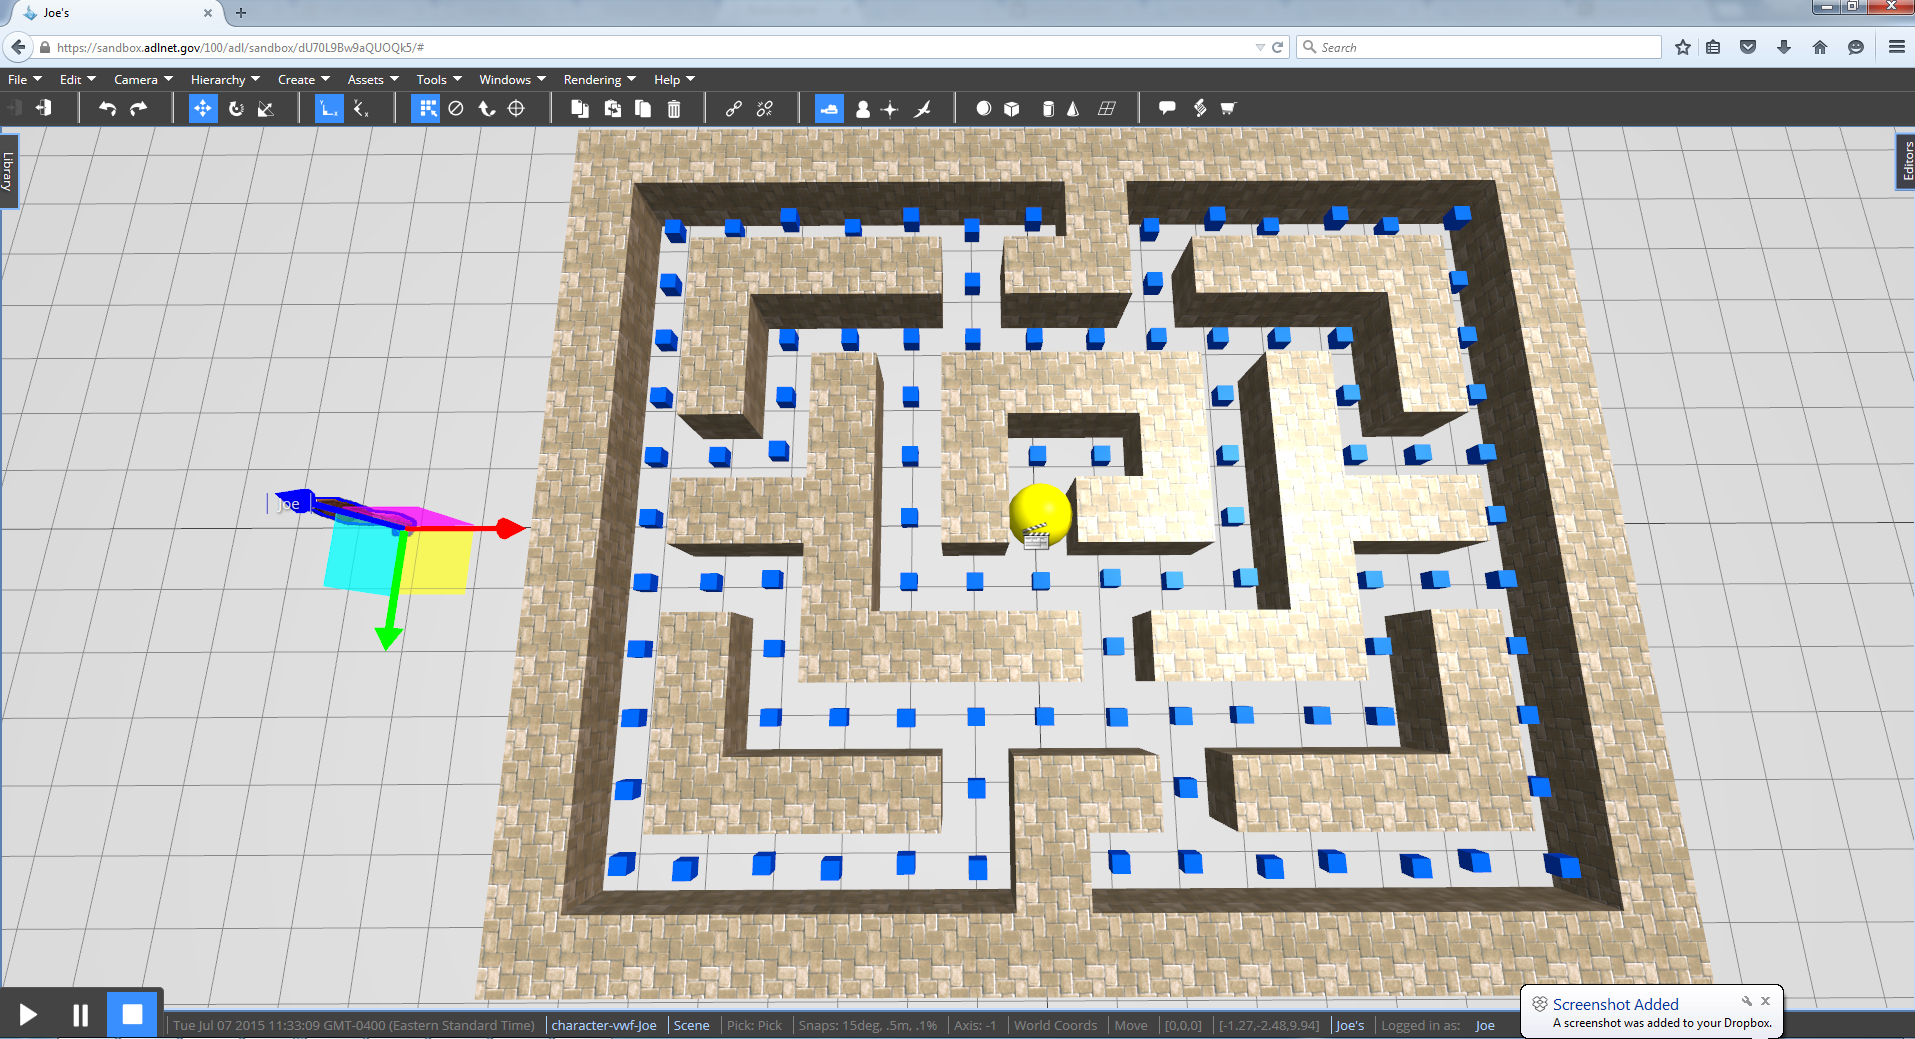 Joe's
https://sandbox.adlnet.gov/100/adl/sandbox/dU70L9Bw9aQUOQk5/#
Search
File Edit Camera Hierarchy Create Assets Tools Windows Rendering Help
Library
Editors
Joe
Screenshot Added
A screenshot was added to your Dropbox.
Tue Jul 07 2015 11:33:09 GMT-0400 (Eastern Standard Time) character-vwf-Joe Scene Pick: Pick Snaps: 15deg, .5m, .1% Axis: -1 World Coords Move [0,0,0] [-1.27,-2.48,9.94] Joe's Logged in as: Joe